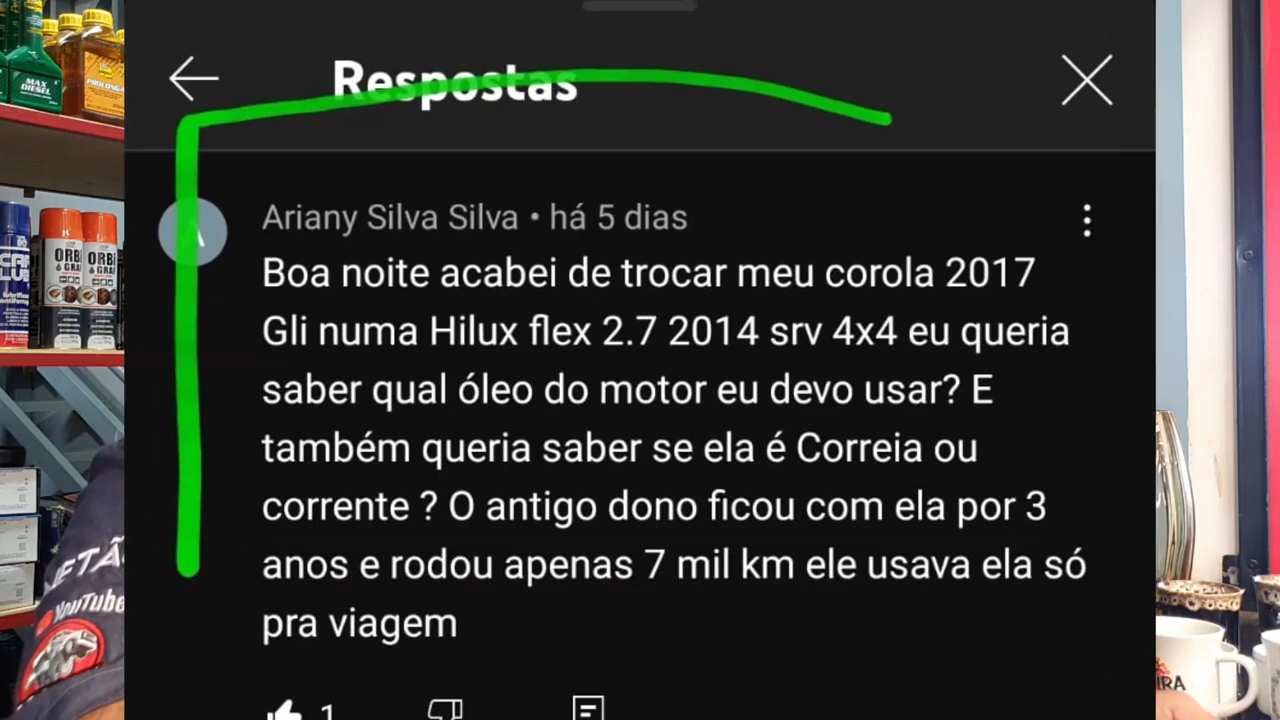 Respostas
Ariany Silva Silva • há 5 dias
Boa noite acabei de trocar meu corola 2017
Gli numa Hilux flex 2.7 2014 srv 4x4 eu queria
saber qual óleo do motor eu devo usar? E
também queria saber se ela é Correia ou
corrente ? O antigo dono ficou com ela por 3
anos e rodou apenas 7 mil km ele usava ela só
pra viagem
1
MAX
DIESEL
PROLONGA
ORBI
ORBI
YouTube